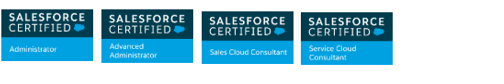 SALESFORCE
CERTIFIED
Administrator
SALESFORCE
CERTIFIED
Advanced
Administrator
SALESFORCE
CERTIFIED
Sales Cloud Consultant
SALESFORCE
CERTIFIED
Service Cloud
Consultant